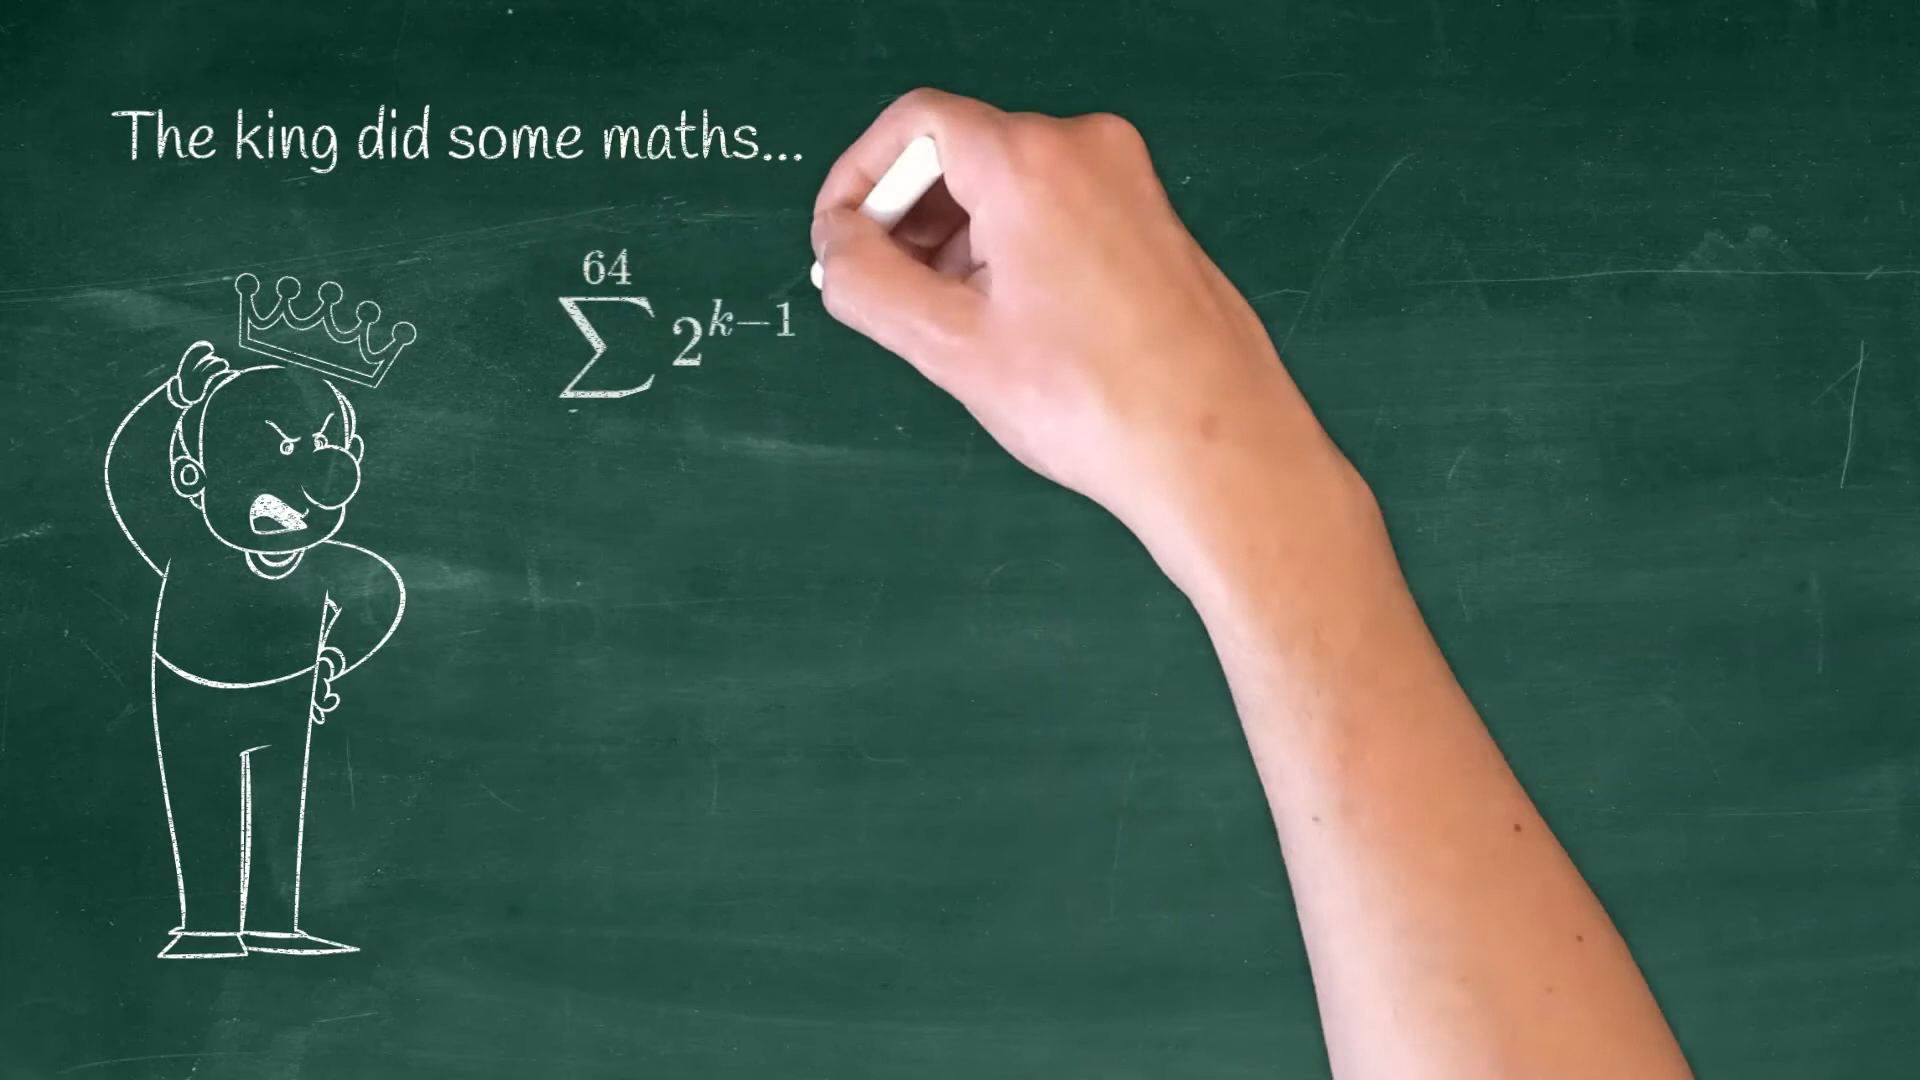 The king did some maths...
64
∑ 2^{k-1}